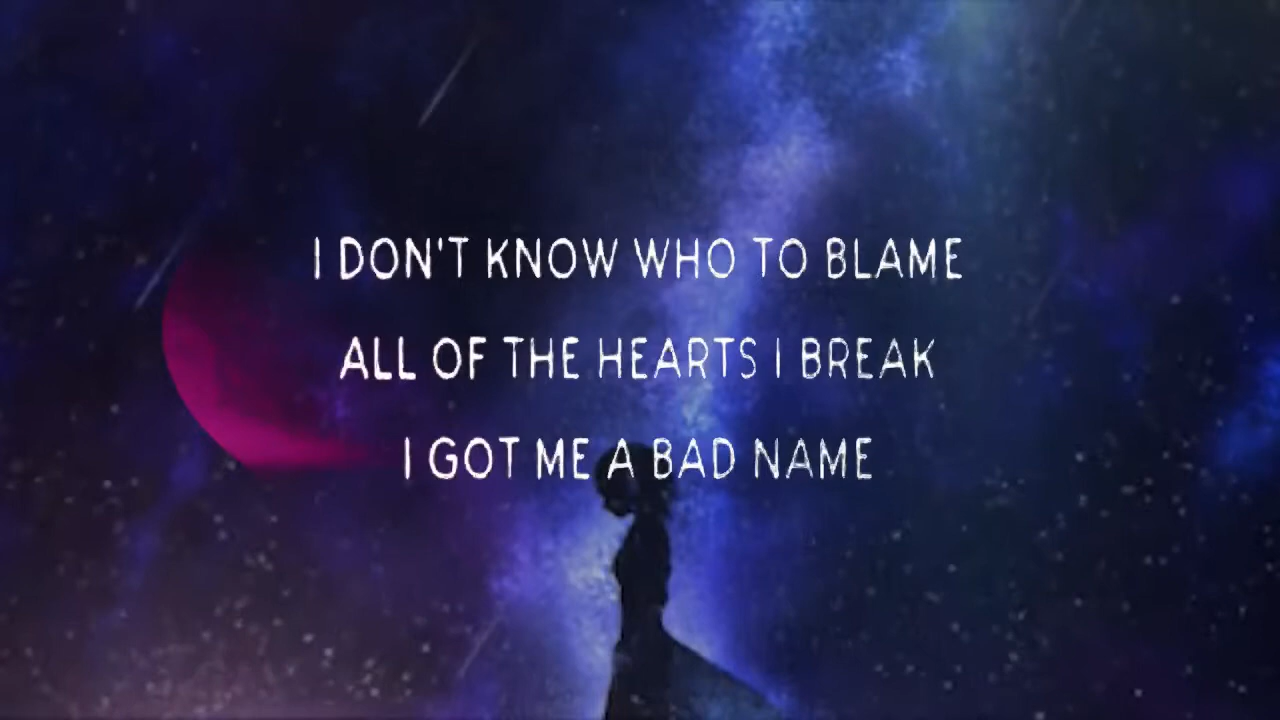 I DON'T KNOW WHO TO BLAME
ALL OF THE HEARTS I BREAK
I GOT ME A BAD NAME